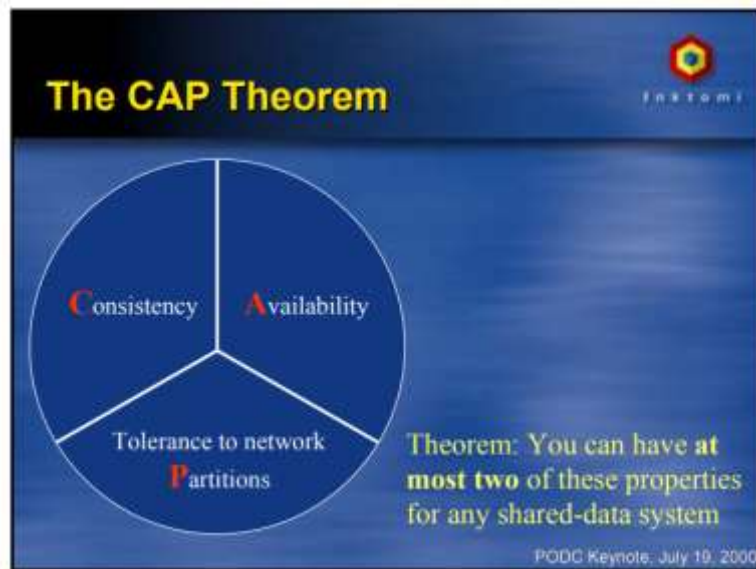 The CAP Theorem
Inktomi
Consistency
Availability
Tolerance to network
Partitions
Theorem: You can have at
most two of these properties
for any shared-data system
PODC Keynote, July 19, 2000